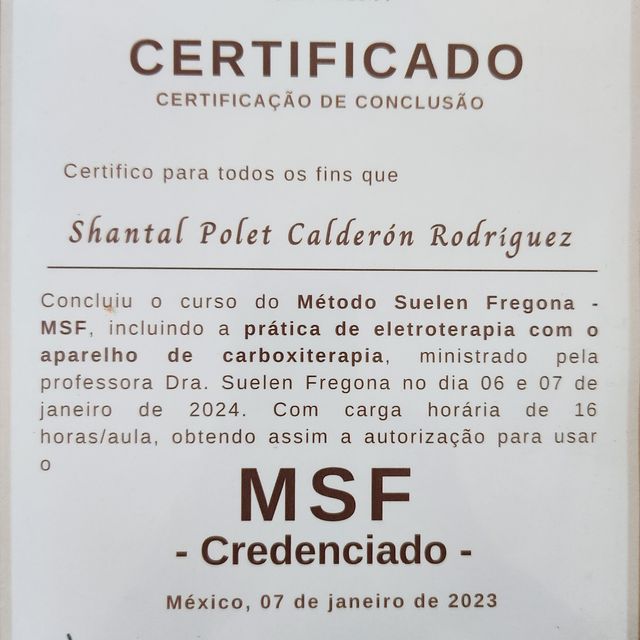 CERTIFICADO
CERTIFICAÇÃO DE CONCLUSÃO
Certifico para todos os fins que
Shantal Polet Calderón Rodríguez
Concluiu o curso do Método Suelen Fregona -
MSF, incluindo a prática de eletroterapia com o
aparelho de carboxiterapia, ministrado pela
professora Dra. Suelen Fregona no dia 06 e 07 de
janeiro de 2024. Com carga horária de 16
horas/aula, obtendo assim a autorização para usar
o
MSF
- Credenciado -
México, 07 de janeiro de 2023